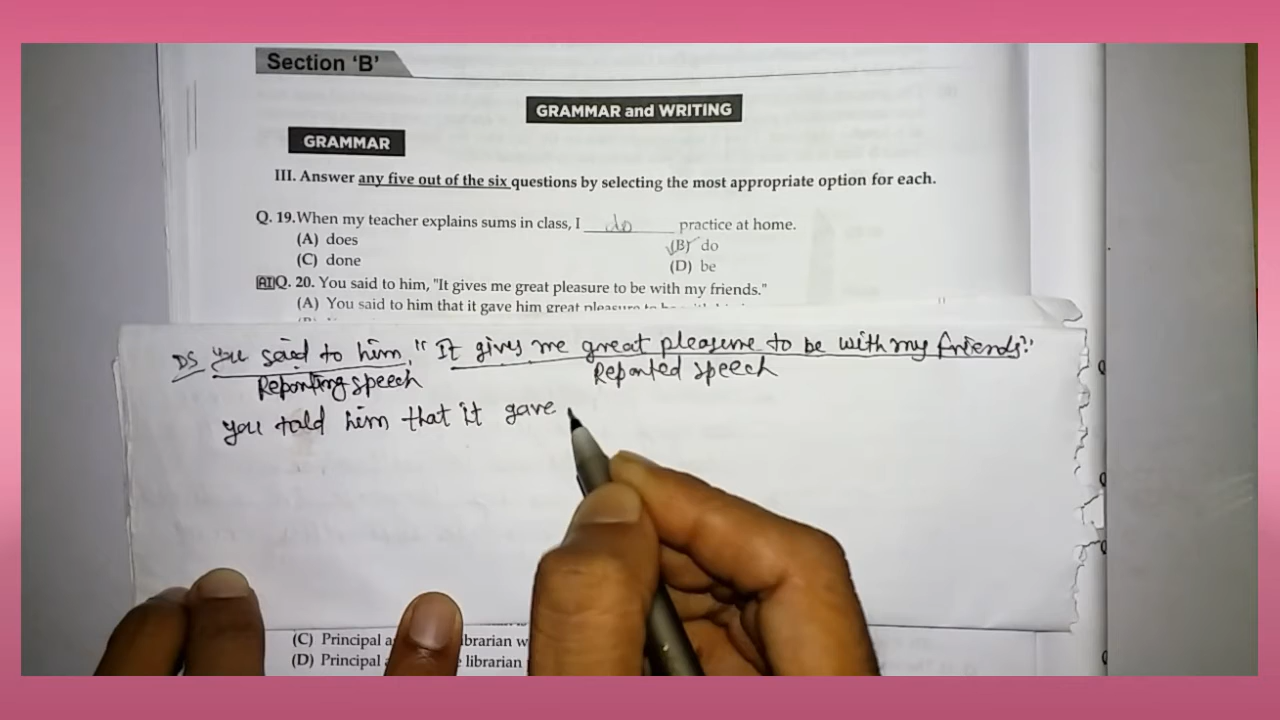 Section 'B'
GRAMMAR and WRITING
GRAMMAR
III. Answer any five out of the six questions by selecting the most appropriate option for each.
Q. 19.When my teacher explains sums in class, I do practice at home.
(A) does (B) do
(C) done (D) be
AI Q. 20. You said to him, "It gives me great pleasure to be with my friends."
(A) You said to him that it gave him great pleasure to be
DS You said to him, "It gives me great pleasure to be with my friends."
Reporting speech Reported speech
You told him that it gave
(C) Principal librarian
(D) Principal librarian